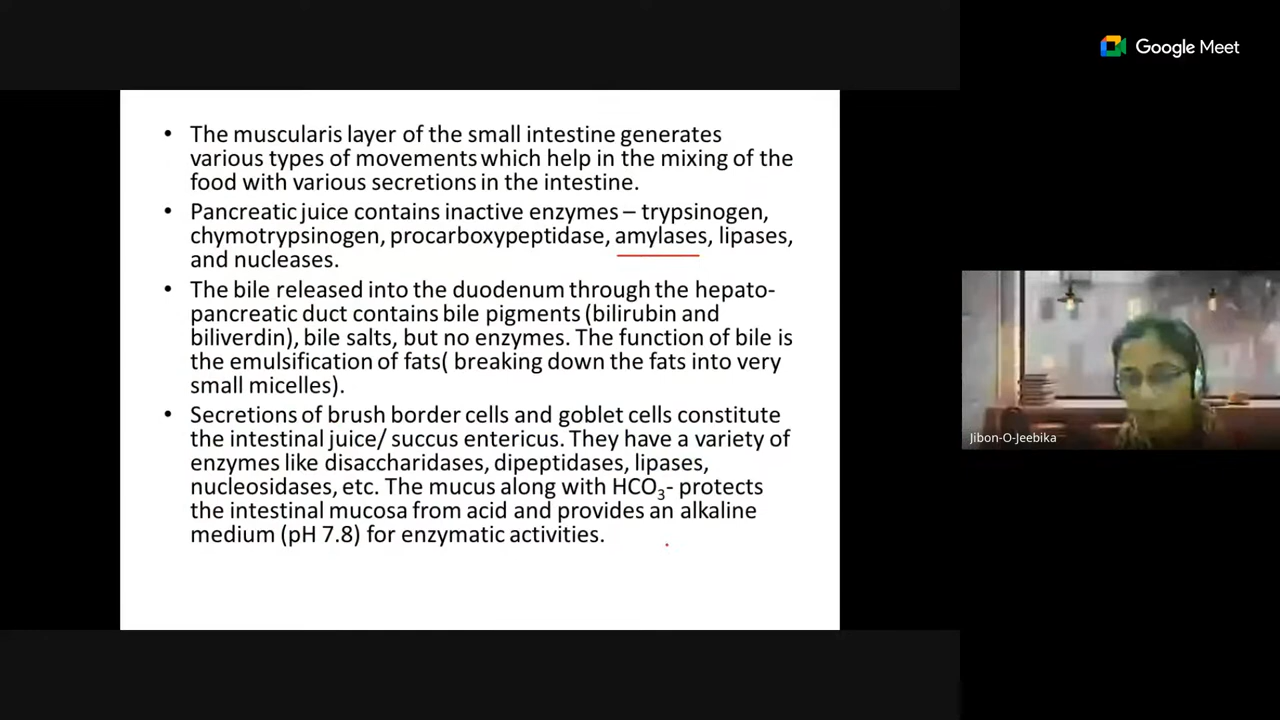 Google Meet
• The muscularis layer of the small intestine generates
various types of movements which help in the mixing of the
food with various secretions in the intestine.
• Pancreatic juice contains inactive enzymes – trypsinogen,
chymotrypsinogen, procarboxypeptidase, amylases, lipases,
and nucleases.
• The bile released into the duodenum through the hepato-
pancreatic duct contains bile pigments (bilirubin and
biliverdin), bile salts, but no enzymes. The function of bile is
the emulsification of fats( breaking down the fats into very
small micelles).
• Secretions of brush border cells and goblet cells constitute
the intestinal juice/ succus entericus. They have a variety of
enzymes like disaccharidases, dipeptidases, lipases,
nucleosidases, etc. The mucus along with HCO₃- protects
the intestinal mucosa from acid and provides an alkaline
medium (pH 7.8) for enzymatic activities.
Jibon-O-Jeebika